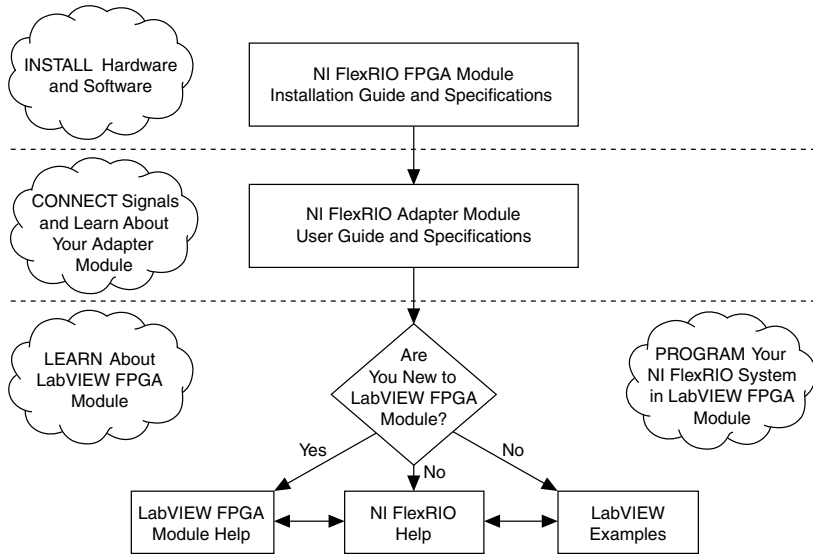 INSTALL Hardware
and Software
NI FlexRIO FPGA Module
Installation Guide and Specifications
CONNECT Signals
and Learn About
Your Adapter
Module
NI FlexRIO Adapter Module
User Guide and Specifications
LEARN About
LabVIEW FPGA
Module
Are
You New to
LabVIEW FPGA
Module?
PROGRAM Your
NI FlexRIO System
in LabVIEW FPGA
Module
Yes
No
No
LabVIEW FPGA
Module Help
NI FlexRIO
Help
LabVIEW
Examples